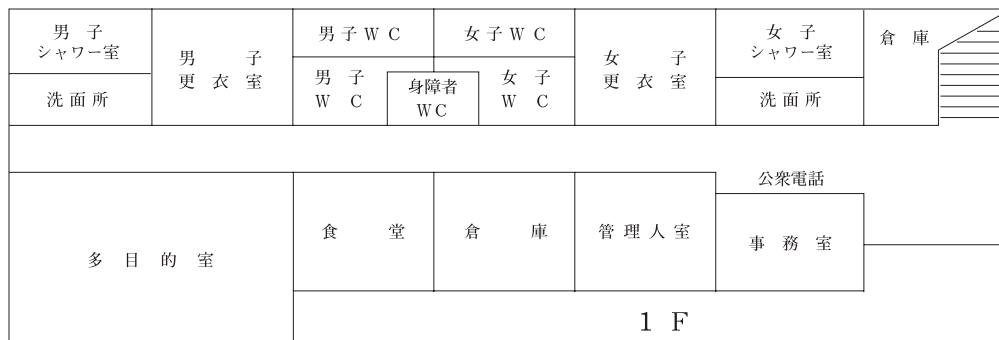 男子
シャワー室
洗面所
男子
更衣室
男子WC
女子WC
男子
WC
身障者
WC
女子
WC
女子
更衣室
女子
シャワー室
洗面所
倉庫
多目的室
食堂
倉庫
管理人室
公衆電話
事務室
1F